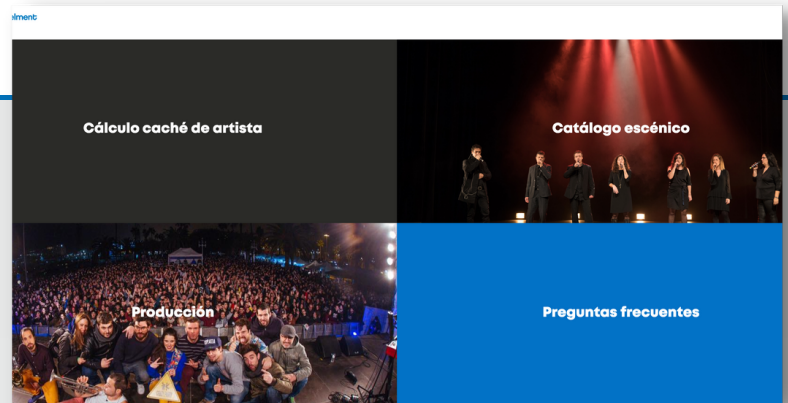 Cálculo caché de artista
Catálogo escénico
Producción
Preguntas frecuentes